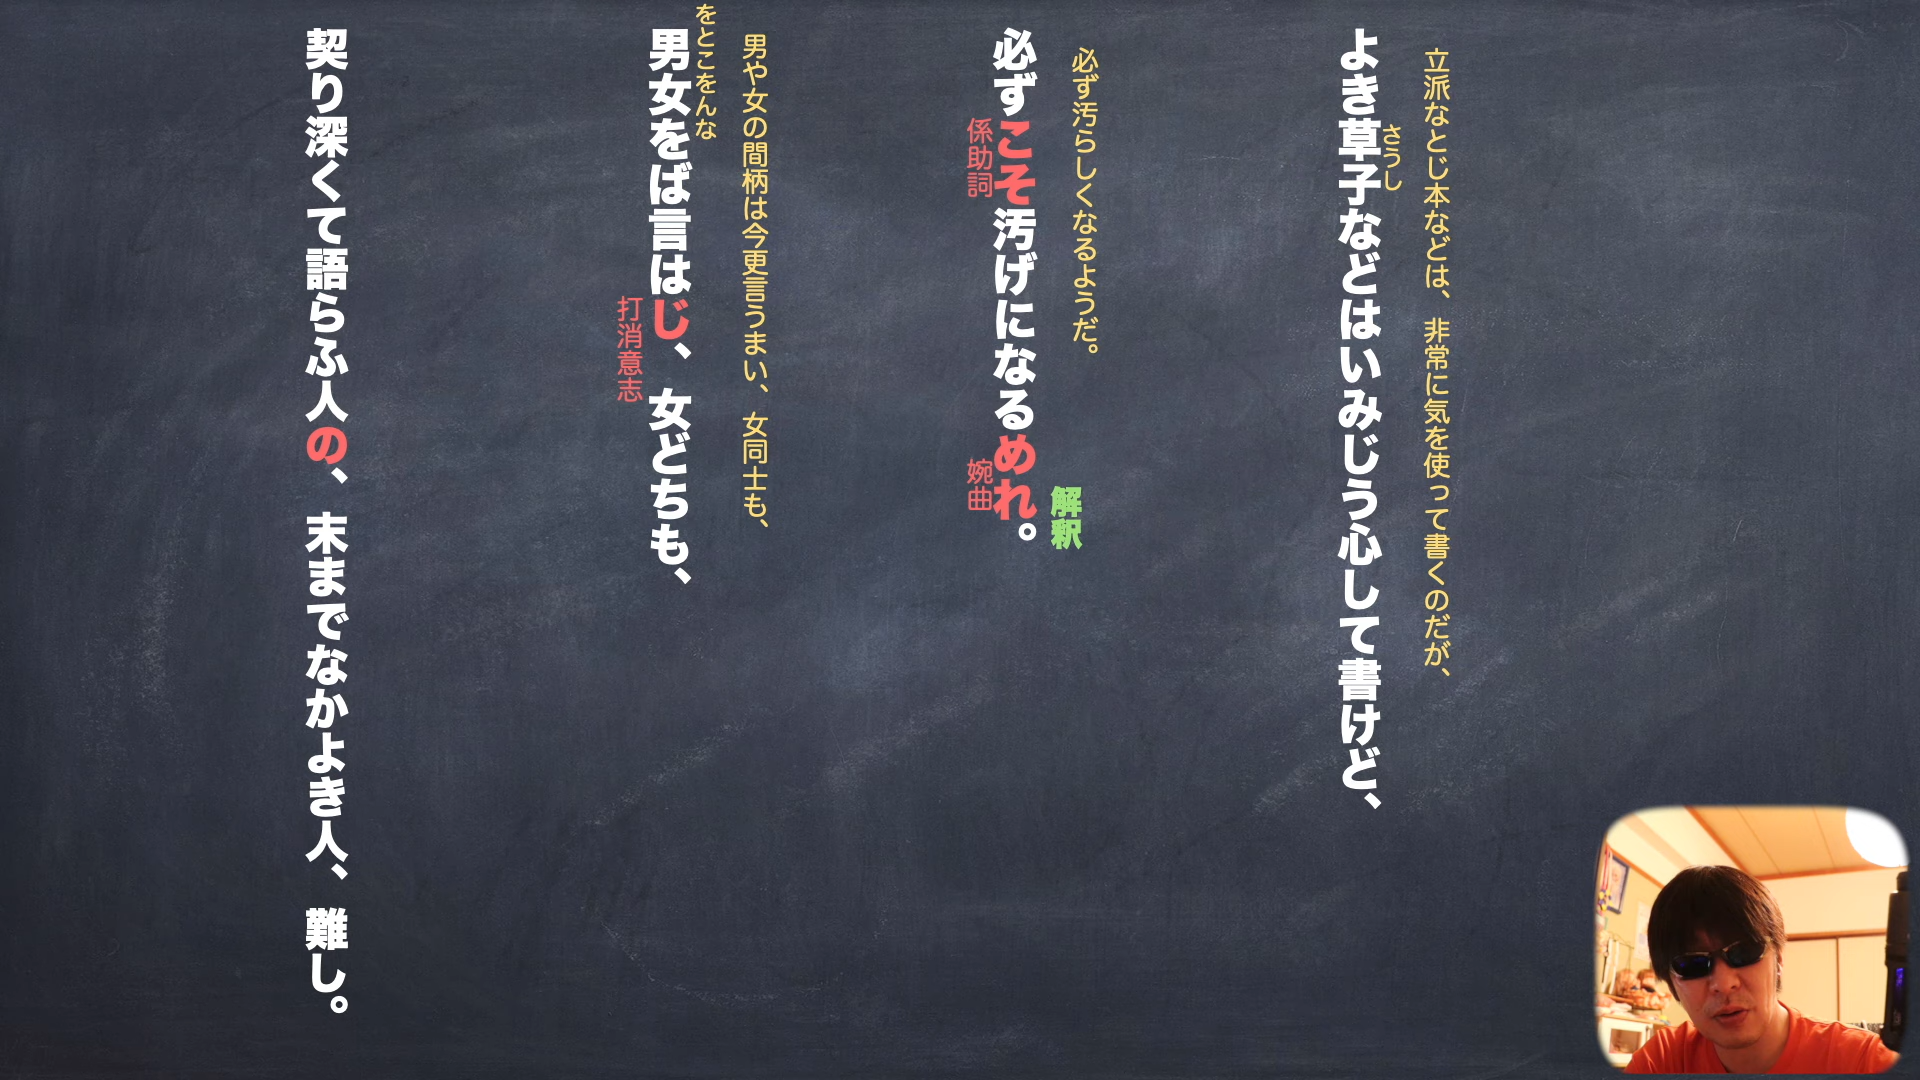 立派なとじ本などは、非常に気を使って書くのだが、
さうし
よき草子などはいみじう心して書けど、
必ず汚らしくなるようだ。
解釈
必ずこそ汚げになるめれ。
係助詞
婉曲
男や女の間柄は今更言うまい、女同士も、
をとこをんな
男女をば言はじ、女どちも、
打消意志
契り深くて語らふ人の、末までなかよき人、難し。